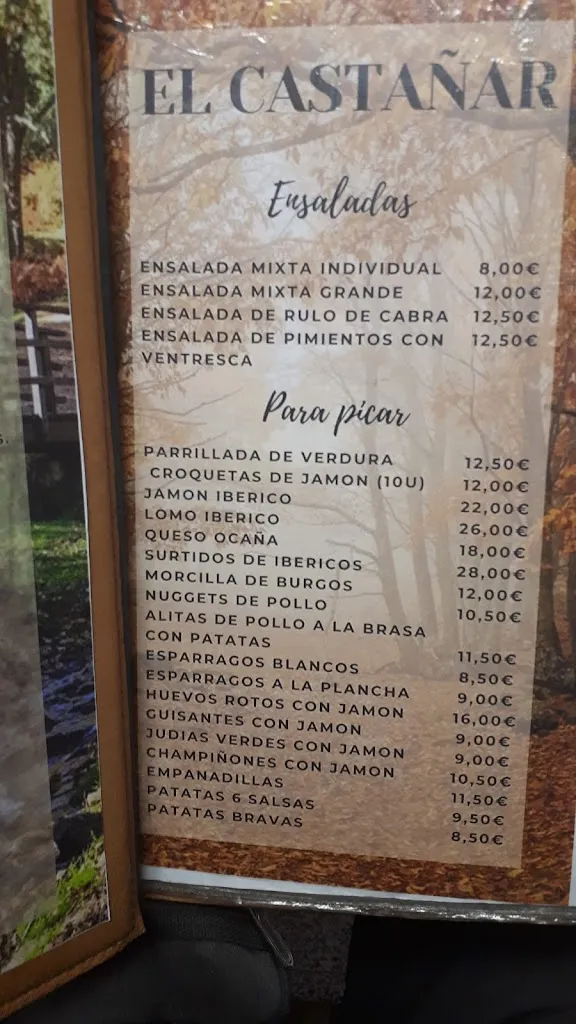 EL CASTAÑAR
Ensaladas
ENSALADA MIXTA INDIVIDUAL 8,00€
ENSALADA MIXTA GRANDE 12,00€
ENSALADA DE RULO DE CABRA 12,50€
ENSALADA DE PIMIENTOS CON 12,50€
VENTRESCA
Para picar
PARRILLADA DE VERDURA 12,50€
CROQUETAS DE JAMON (10U) 12,00€
JAMON IBERICO 22,00€
LOMO IBERICO 26,00€
QUESO OCAÑA 18,00€
SURTIDOS DE IBERICOS 28,00€
MORCILLA DE BURGOS 12,00€
NUGGETS DE POLLO 10,50€
ALITAS DE POLLO A LA BRASA
CON PATATAS 11,50€
ESPARRAGOS BLANCOS 8,50€
ESPARRAGOS A LA PLANCHA 9,00€
HUEVOS ROTOS CON JAMON 16,00€
GUISANTES CON JAMON 9,00€
JUDIAS VERDES CON JAMON 9,00€
CHAMPIÑONES CON JAMON 10,50€
EMPANADILLAS 11,50€
PATATAS 6 SALSAS 9,50€
PATATAS BRAVAS 8,50€